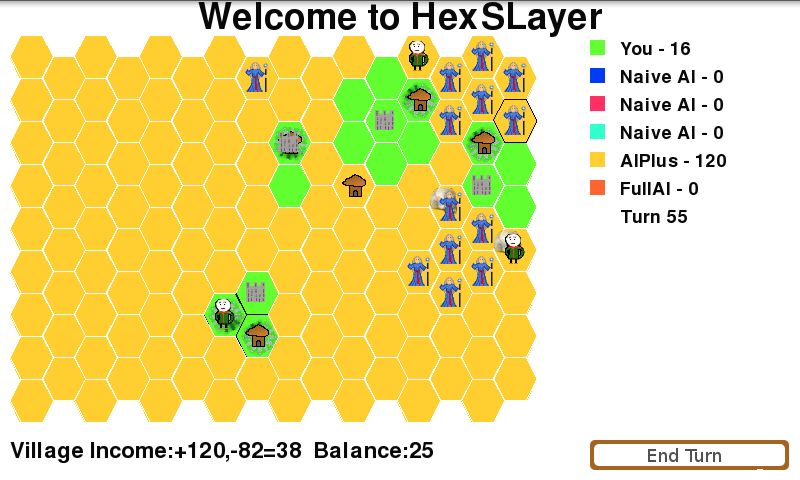 Welcome to HexSLayer
You - 16
Naive AI - 0
Naive AI - 0
Naive AI - 0
AIPlus - 120
FullAI - 0
Turn 55
Village Income:+120,-82=38 Balance:25
End Turn